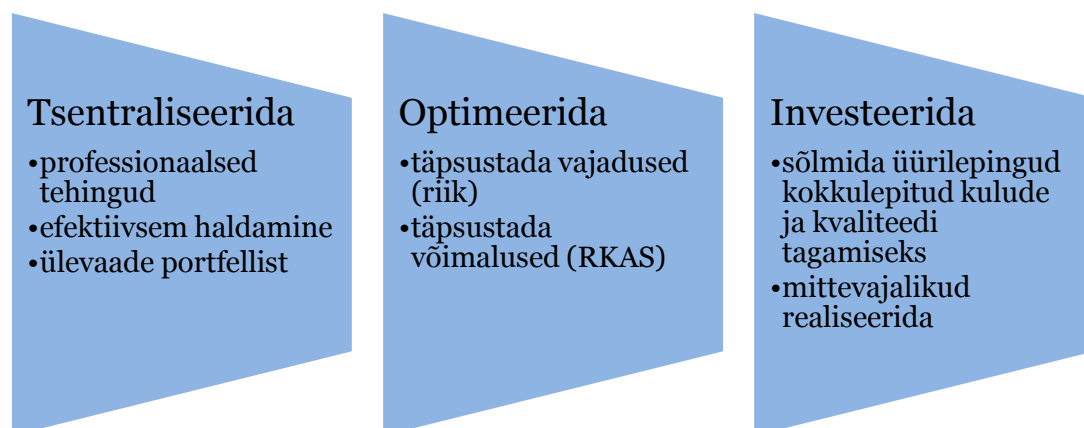 Tsentraliseerida
•professionaalsed
tehingud
•efektiivsem haldamine
•ülevaade portfellist
Optimeerida
•täpsustada vajadused
(riik)
•täpsustada
võimalused (RKAS)
Investeerida
•sõlmida üürilepingud
kokkulepitud kulude
ja kvaliteedi
tagamiseks
•mittevajalikud
realiseerida